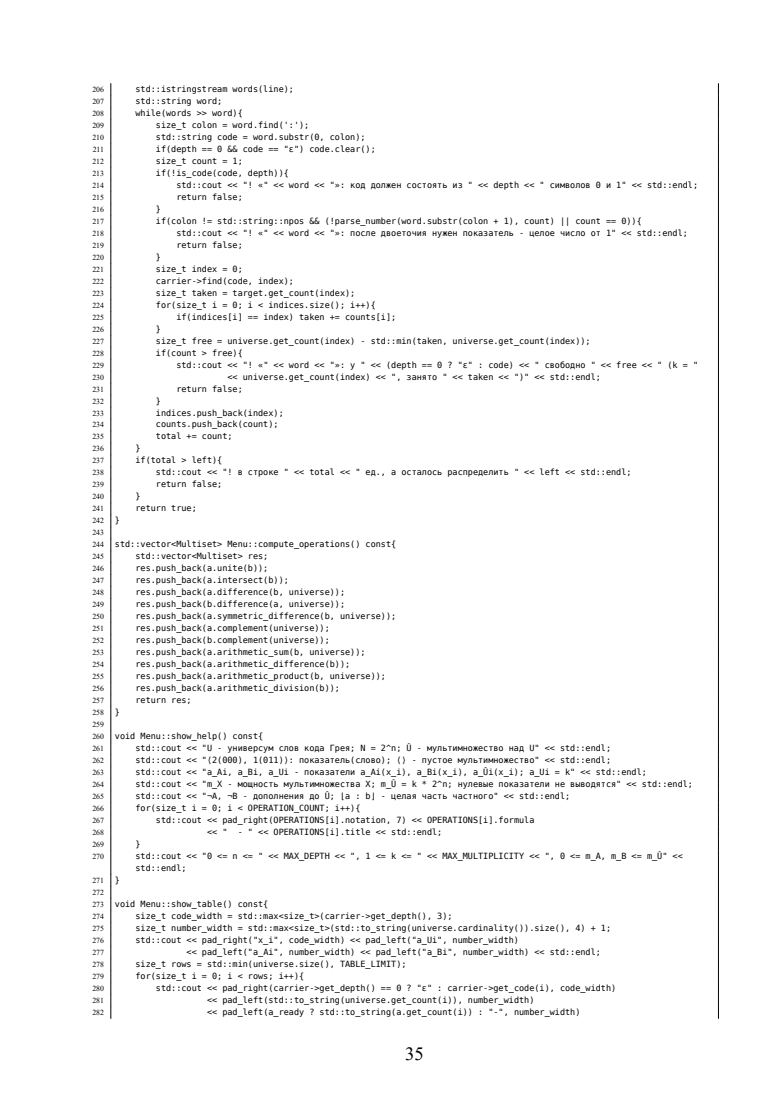 206 std::istringstream words(line);
207 std::string word;
208 while(words >> word){
209 size_t colon = word.find(':');
210 std::string code = word.substr(0, colon);
211 if(depth == 0 && code == "ε") code.clear();
212 size_t count = 1;
213 if(!is_code(code, depth)){
214 std::cout << "! «" << word << "»: код должен состоять из " << depth << " символов 0 и 1" << std::endl;
215 return false;
216 }
217 if(colon != std::string::npos && (!parse_number(word.substr(colon + 1), count) || count == 0)){
218 std::cout << "! «" << word << "»: после двоеточия нужен показатель - целое число от 1" << std::endl;
219 return false;
220 }
221 size_t index = 0;
222 carrier->find(code, index);
223 size_t taken = target.get_count(index);
224 for(size_t i = 0; i < indices.size(); i++){
225 if(indices[i] == index) taken += counts[i];
226 }
227 size_t free = universe.get_count(index) - std::min(taken, universe.get_count(index));
228 if(count > free){
229 std::cout << "! «" << word << "»: у " << (depth == 0 ? "ε" : code) << " свободно " << free << " (k = "
230 << universe.get_count(index) << ", занято " << taken << ")" << std::endl;
231 return false;
232 }
233 indices.push_back(index);
234 counts.push_back(count);
235 total += count;
236 }
237 if(total > left){
238 std::cout << "! в строке " << total << " ед., а осталось распределить " << left << std::endl;
239 return false;
240 }
241 return true;
242 }
243
244 std::vector<Multiset> Menu::compute_operations() const{
245 std::vector<Multiset> res;
246 res.push_back(a.unite(b));
247 res.push_back(a.intersect(b));
248 res.push_back(a.difference(b, universe));
249 res.push_back(b.difference(a, universe));
250 res.push_back(a.symmetric_difference(b, universe));
251 res.push_back(a.complement(universe));
252 res.push_back(b.complement(universe));
253 res.push_back(a.arithmetic_sum(b, universe));
254 res.push_back(a.arithmetic_difference(b));
255 res.push_back(a.arithmetic_product(b, universe));
256 res.push_back(a.arithmetic_division(b));
257 return res;
258 }
259
260 void Menu::show_help() const{
261 std::cout << "U - универсум слов кода Грея; N = 2^n; Û - мультимножество над U" << std::endl;
262 std::cout << "⟨2(000), 1(011)⟩: показатель(слово); ⟨⟩ - пустое мультимножество" << std::endl;
263 std::cout << "a_Ai, a_Bi, a_Ui - показатели a_Ai(x_i), a_Bi(x_i), a_Ûi(x_i); a_Ui = k" << std::endl;
264 std::cout << "m_X - мощность мультимножества X; m_Û = k * 2^n; нулевые показатели не выводятся" << std::endl;
265 std::cout << "¬A, ¬B - дополнения до Û; ⌊a : b⌋ - целая часть частного" << std::endl;
266 for(size_t i = 0; i < OPERATION_COUNT; i++){
267 std::cout << pad_right(OPERATIONS[i].notation, 7) << OPERATIONS[i].formula
268 << "  - " << OPERATIONS[i].title << std::endl;
269 }
270 std::cout << "0 <= n <= " << MAX_DEPTH << ", 1 <= k <= " << MAX_MULTIPLICITY << ", 0 <= m_A, m_B <= m_Û" <<
std::endl;
271 }
272
273 void Menu::show_table() const{
274 size_t code_width = std::max<size_t>(carrier->get_depth(), 3);
275 size_t number_width = std::max<size_t>(std::to_string(universe.cardinality()).size(), 4) + 1;
276 std::cout << pad_right("x_i", code_width) << pad_left("a_Ui", number_width)
277 << pad_left("a_Ai", number_width) << pad_left("a_Bi", number_width) << std::endl;
278 size_t rows = std::min(universe.size(), TABLE_LIMIT);
279 for(size_t i = 0; i < rows; i++){
280 std::cout << pad_right(carrier->get_depth() == 0 ? "ε" : carrier->get_code(i), code_width)
281 << pad_left(std::to_string(universe.get_count(i)), number_width)
282 << pad_left(a_ready ? std::to_string(a.get_count(i)) : "-", number_width)
35